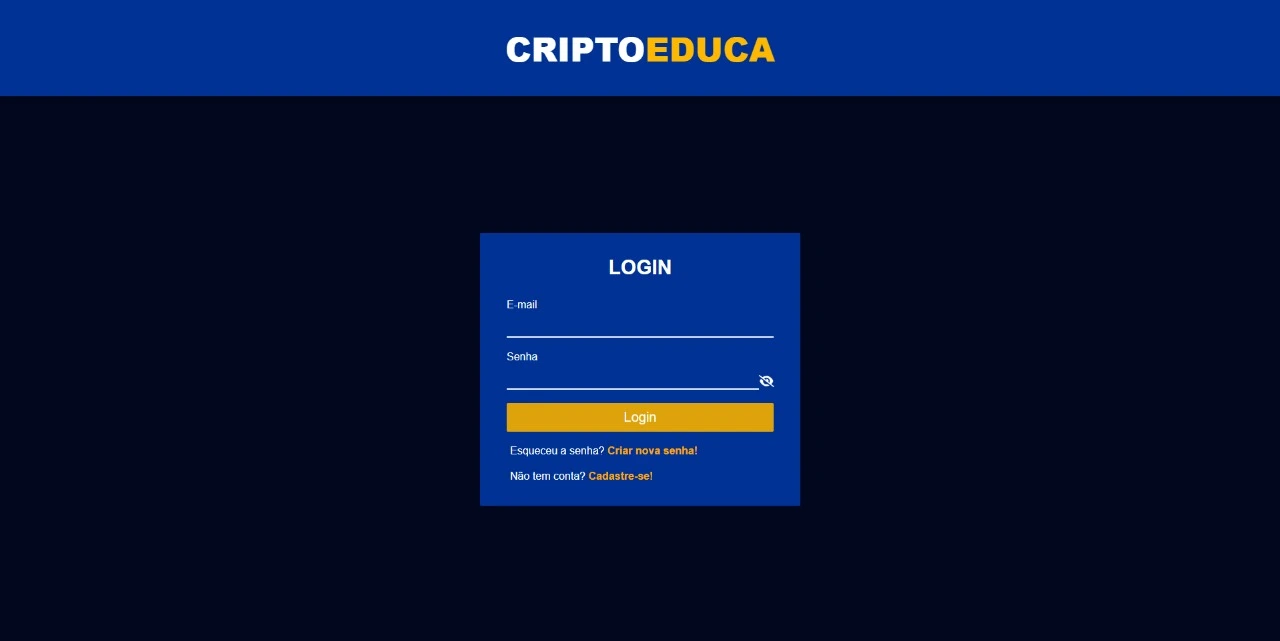 CRIPTOEDUCA
LOGIN
E-mail
Senha
Login
Esqueceu a senha? Criar nova senha!
Não tem conta? Cadastre-se!